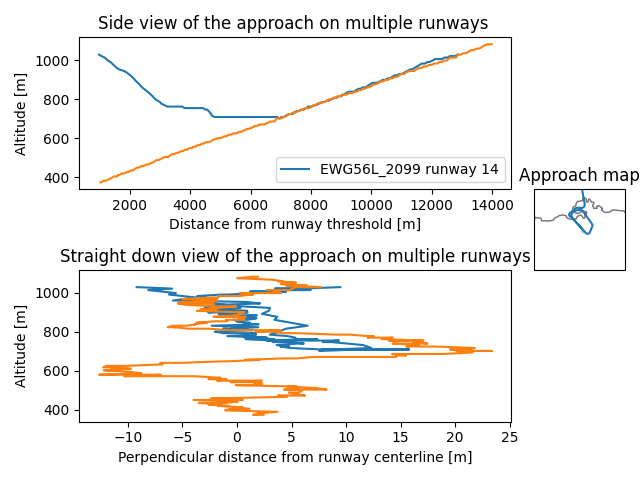 Side view of the approach on multiple runways
Altitude [m]
1000
800
600
400
EWG56L_2099 runway 14
2000 4000 6000 8000 10000 12000 14000
Distance from runway threshold [m]
Approach map
Straight down view of the approach on multiple runways
Altitude [m]
1000
800
600
400
−10 −5 0 5 10 15 20 25
Perpendicular distance from runway centerline [m]